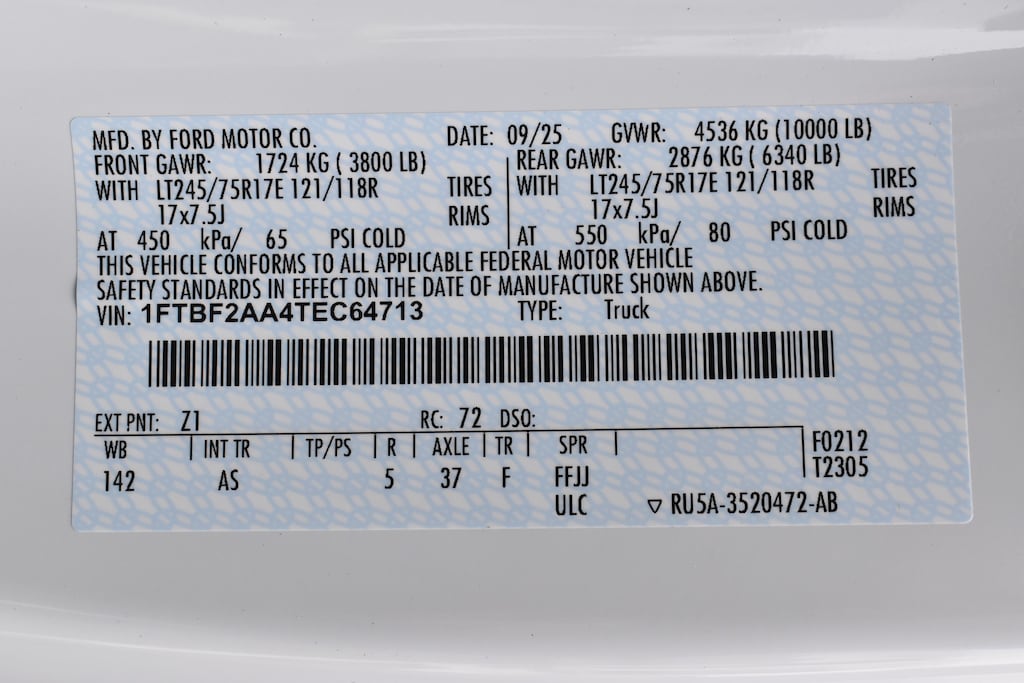 MFD. BY FORD MOTOR CO. DATE: 09/25 GVWR: 4536 KG (10000 LB)
FRONT GAWR: 1724 KG ( 3800 LB) REAR GAWR: 2876 KG ( 6340 LB)
WITH LT245/75R17E 121/118R TIRES WITH LT245/75R17E 121/118R TIRES
17x7.5J RIMS 17x7.5J RIMS
AT 450 kPa/ 65 PSI COLD AT 550 kPa/ 80 PSI COLD
THIS VEHICLE CONFORMS TO ALL APPLICABLE FEDERAL MOTOR VEHICLE
SAFETY STANDARDS IN EFFECT ON THE DATE OF MANUFACTURE SHOWN ABOVE.
VIN: 1FTBF2AA4TEC64713 TYPE: Truck
EXT PNT: Z1 RC: 72 DSO:
WB INT TR TP/PS R AXLE TR SPR F0212
142 AS 5 37 F FFJJ T2305
ULC ▽ RU5A-3520472-AB